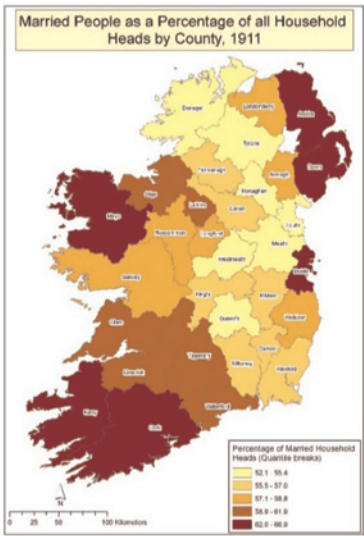 Married People as a Percentage of all Household
Heads by County, 1911
Donegal
Londonderry
Antrim
Tyrone
Down
Fermanagh
Armagh
Monaghan
Sligo
Leitrim
Cavan
Louth
Mayo
Roscommon
Longford
Meath
Westmeath
Dublin
Galway
King's
Kildare
Queen's
Wicklow
Clare
Carlow
Tipperary
Kilkenny
Wexford
Limerick
Waterford
Kerry
Cork
Percentage of Married Household
Heads (Quantile breaks)
52.1 - 55.4
55.5 - 57.0
57.1 - 58.8
58.9 - 61.9
62.0 - 66.9
N
0 25 50 100 Kilometers